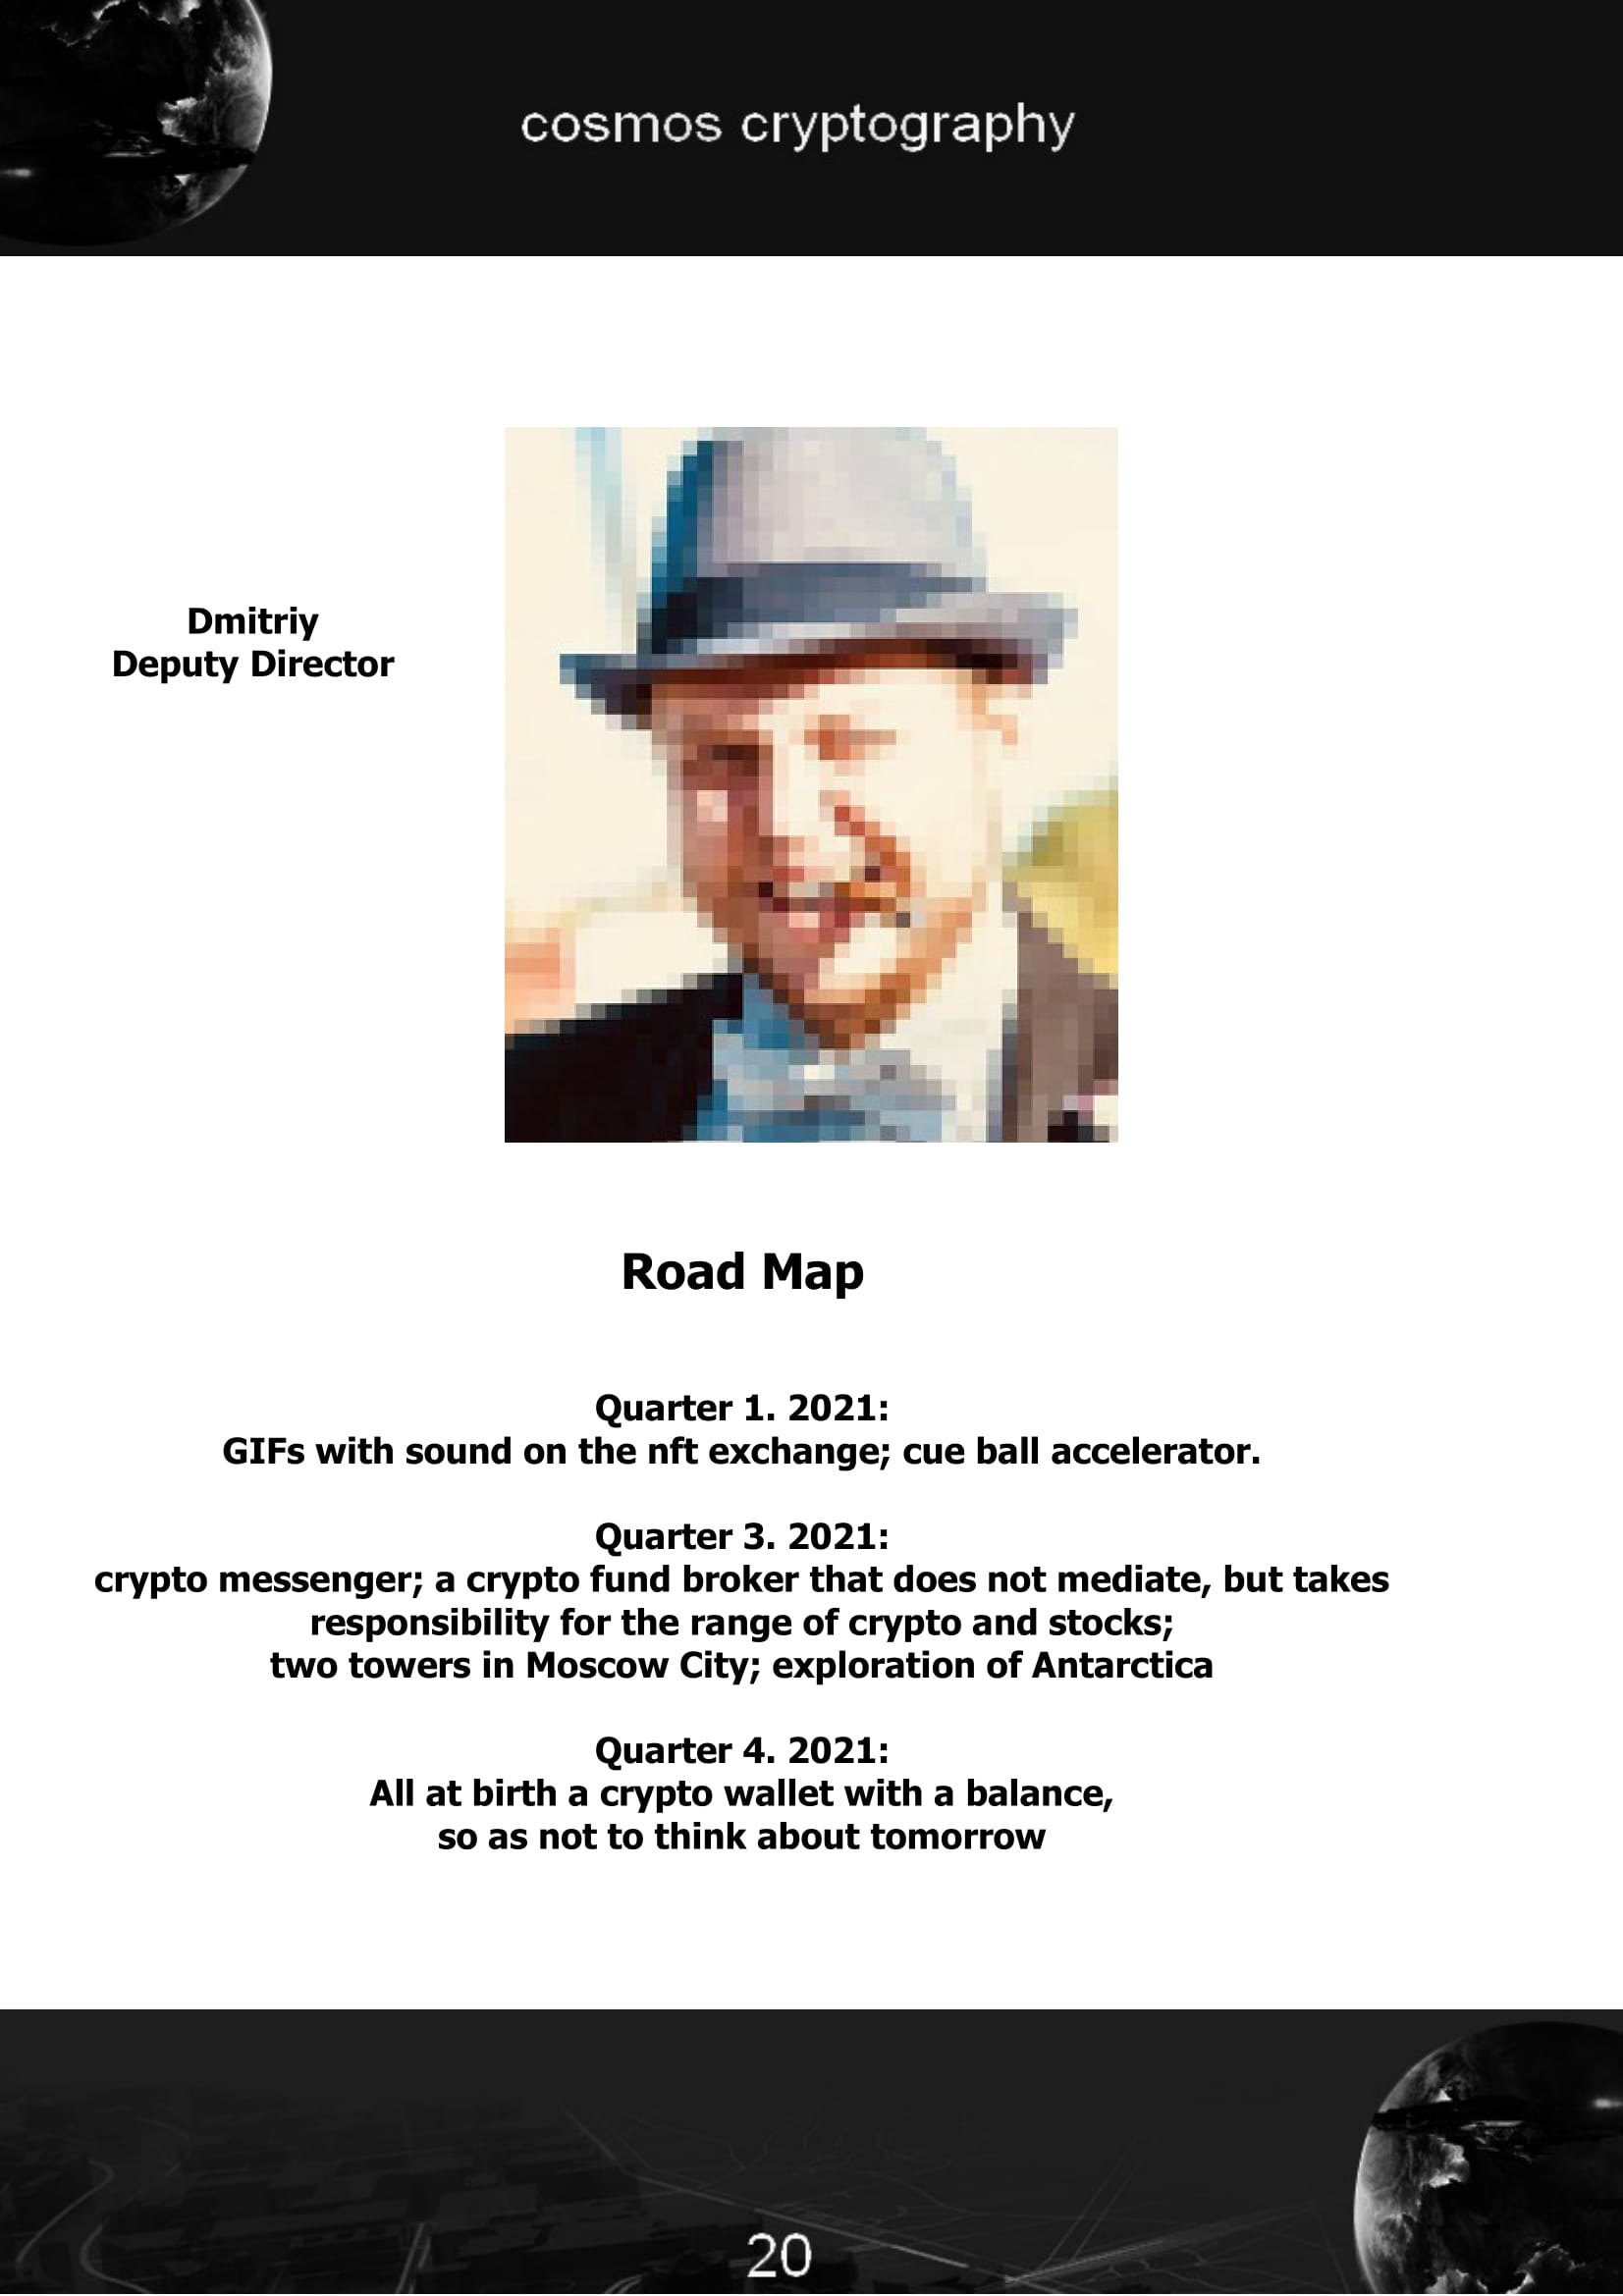 cosmos cryptography
Dmitriy
Deputy Director
Road Map
Quarter 1. 2021:
GIFs with sound on the nft exchange; cue ball accelerator.
Quarter 3. 2021:
crypto messenger; a crypto fund broker that does not mediate, but takes
responsibility for the range of crypto and stocks;
two towers in Moscow City; exploration of Antarctica
Quarter 4. 2021:
All at birth a crypto wallet with a balance,
so as not to think about tomorrow
20